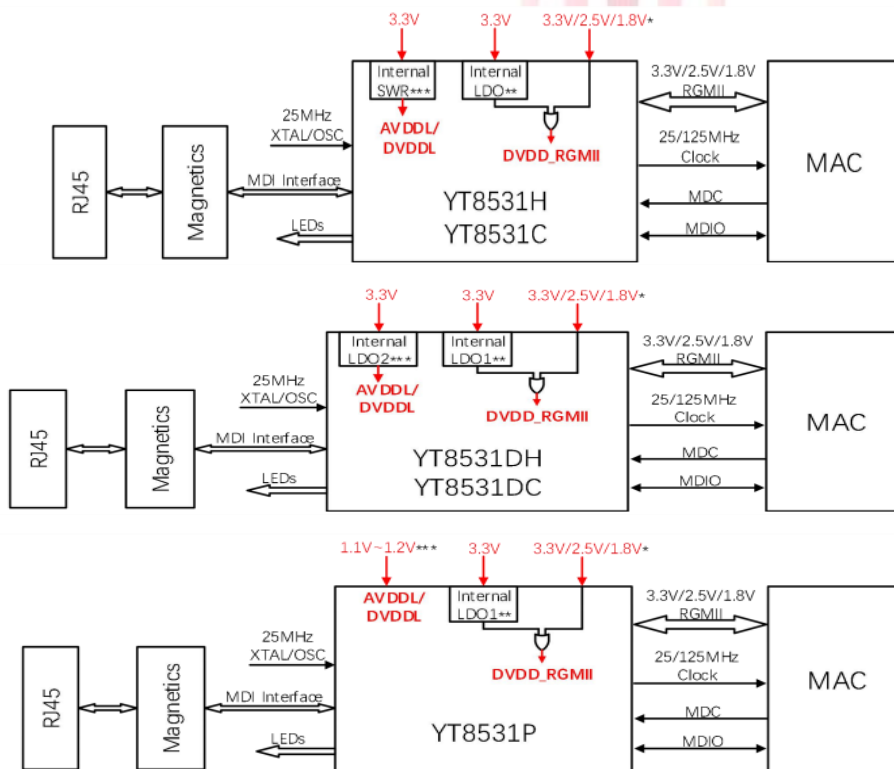 3.3V
3.3V
3.3V/2.5V/1.8V*
Internal
SWR***
Internal
LDO**
3.3V/2.5V/1.8V
RGMII
25MHz
XTAL/OSC
AVDDL/
DVDDL
DVDD_RGMII
25/125MHz
Clock
MAC
RJ45
Magnetics
MDI Interface
YT8531H
MDC
LEDs
YT8531C
MDIO
3.3V
3.3V
3.3V/2.5V/1.8V*
Internal
LDO2***
Internal
LDO1**
3.3V/2.5V/1.8V
RGMII
25MHz
XTAL/OSC
AVDDL/
DVDDL
DVDD_RGMII
25/125MHz
Clock
MAC
RJ45
Magnetics
MDI Interface
YT8531DH
MDC
LEDs
YT8531DC
MDIO
1.1V~1.2V***
3.3V
3.3V/2.5V/1.8V*
AVDDL/
DVDDL
Internal
LDO1**
3.3V/2.5V/1.8V
RGMII
25MHz
XTAL/OSC
DVDD_RGMII
25/125MHz
Clock
MAC
RJ45
Magnetics
MDI Interface
YT8531P
MDC
LEDs
MDIO